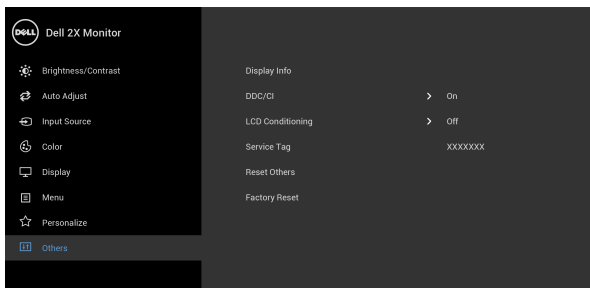 DELL Dell 2X Monitor
Brightness/Contrast
Auto Adjust
Input Source
Color
Display
Menu
Personalize
Others
Display Info
DDC/CI > On
LCD Conditioning > Off
Service Tag XXXXXXX
Reset Others
Factory Reset